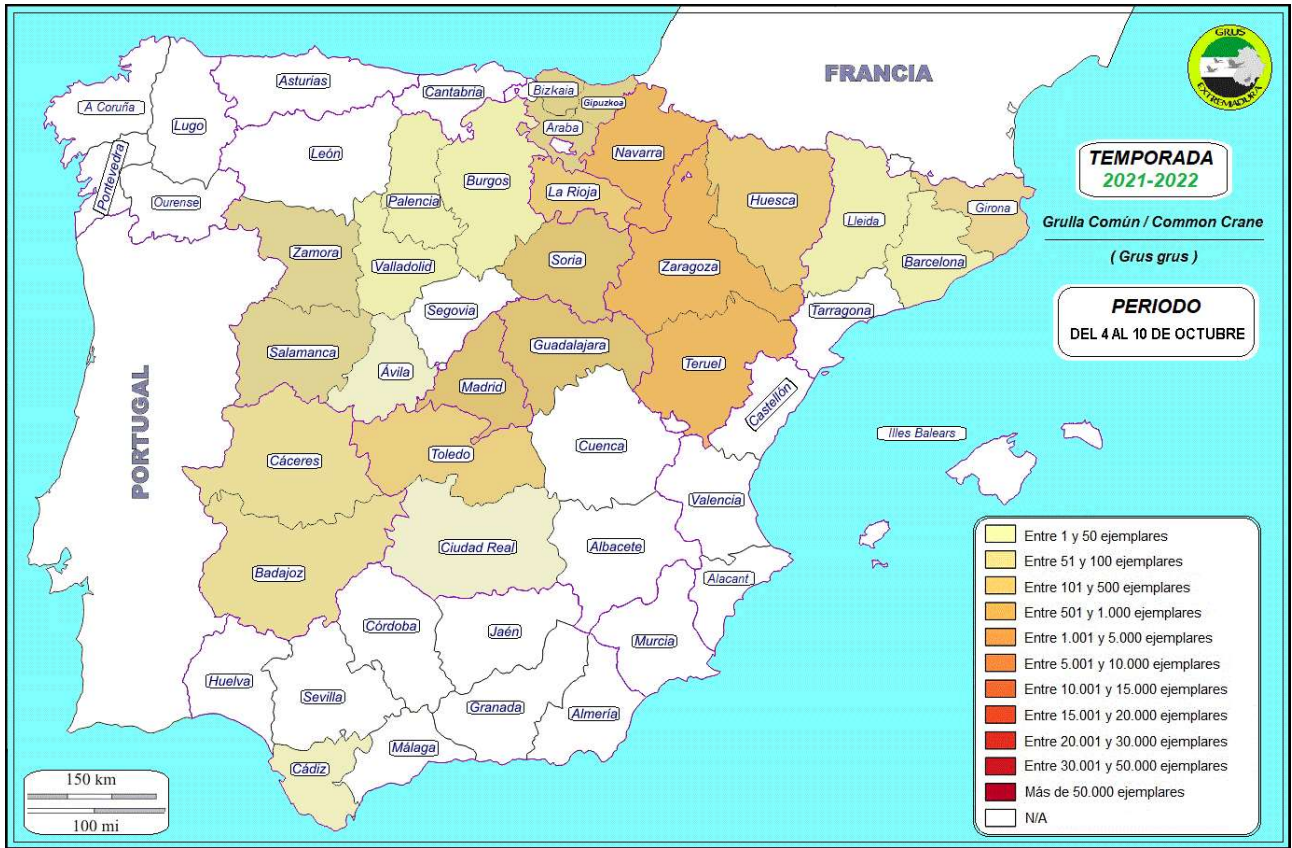 GRUS
EXTREMADURA
FRANCIA
PORTUGAL
TEMPORADA
2021-2022
Grulla Común / Common Crane
( Grus grus )
PERIODO
DEL 4 AL 10 DE OCTUBRE
A Coruña
Lugo
Asturias
Cantabria
Bizkaia
Gipuzkoa
Araba
Pontevedra
Ourense
León
Palencia
Burgos
La Rioja
Navarra
Huesca
Lleida
Girona
Barcelona
Zamora
Valladolid
Soria
Zaragoza
Tarragona
Segovia
Salamanca
Ávila
Madrid
Guadalajara
Teruel
Castellón
Illes Balears
Cáceres
Toledo
Cuenca
Valencia
Badajoz
Ciudad Real
Albacete
Alacant
Córdoba
Jaén
Murcia
Huelva
Sevilla
Granada
Almería
Málaga
Cádiz
150 km
100 mi
Entre 1 y 50 ejemplares
Entre 51 y 100 ejemplares
Entre 101 y 500 ejemplares
Entre 501 y 1.000 ejemplares
Entre 1.001 y 5.000 ejemplares
Entre 5.001 y 10.000 ejemplares
Entre 10.001 y 15.000 ejemplares
Entre 15.001 y 20.000 ejemplares
Entre 20.001 y 30.000 ejemplares
Entre 30.001 y 50.000 ejemplares
Más de 50.000 ejemplares
N/A